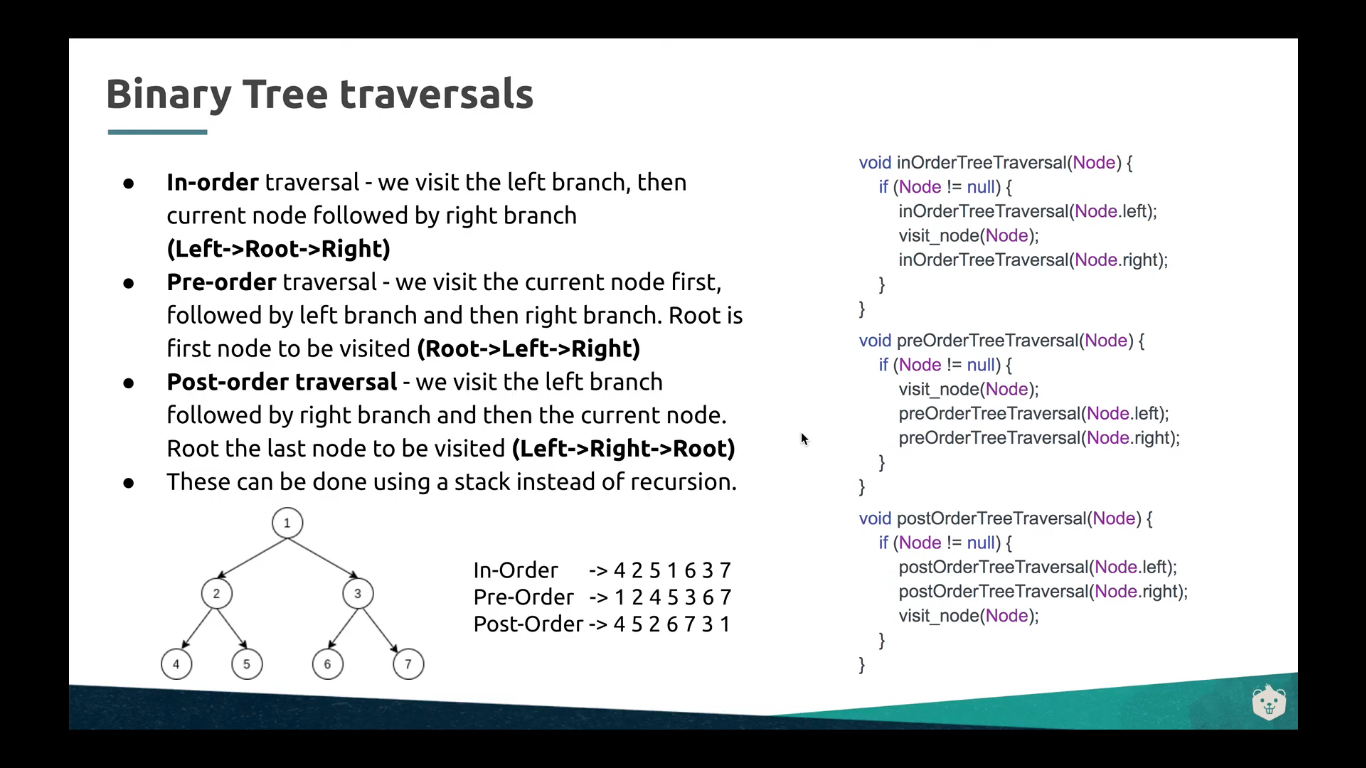 Binary Tree traversals
● In-order traversal - we visit the left branch, then
current node followed by right branch
(Left->Root->Right)
● Pre-order traversal - we visit the current node first,
followed by left branch and then right branch. Root is
first node to be visited (Root->Left->Right)
● Post-order traversal - we visit the left branch
followed by right branch and then the current node.
Root the last node to be visited (Left->Right->Root)
● These can be done using a stack instead of recursion.
1
2 3
4 5 6 7
In-Order -> 4 2 5 1 6 3 7
Pre-Order -> 1 2 4 5 3 6 7
Post-Order -> 4 5 2 6 7 3 1
void inOrderTreeTraversal(Node) {
if (Node != null) {
inOrderTreeTraversal(Node.left);
visit_node(Node);
inOrderTreeTraversal(Node.right);
}
}
void preOrderTreeTraversal(Node) {
if (Node != null) {
visit_node(Node);
preOrderTreeTraversal(Node.left);
preOrderTreeTraversal(Node.right);
}
}
void postOrderTreeTraversal(Node) {
if (Node != null) {
postOrderTreeTraversal(Node.left);
postOrderTreeTraversal(Node.right);
visit_node(Node);
}
}